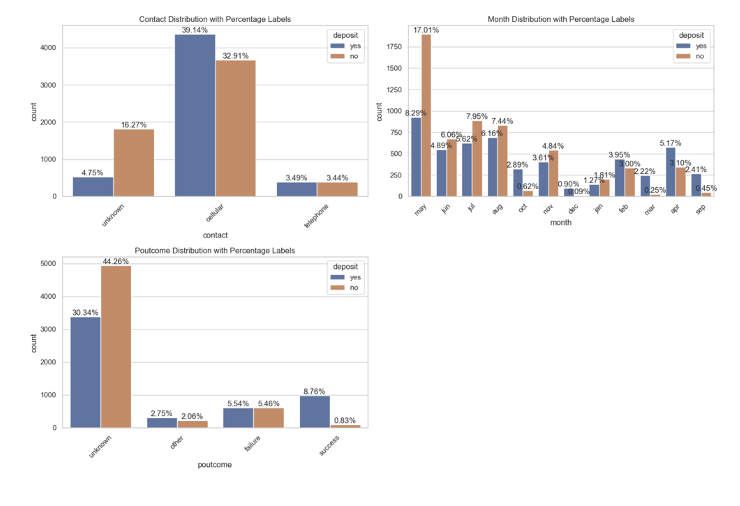 Contact Distribution with Percentage Labels
deposit
yes
no
count
4000
3000
2000
1000
0
4.75%
16.27%
39.14%
32.91%
3.49%
3.44%
unknown
cellular
telephone
contact
Month Distribution with Percentage Labels
deposit
yes
no
count
1750
1500
1250
1000
750
500
250
0
8.29%
17.01%
4.89%
6.06%
5.62%
7.95%
6.16%
7.44%
2.89%
0.62%
3.61%
4.84%
0.90%
0.09%
1.27%
1.81%
3.95%
3.00%
2.22%
0.25%
5.17%
3.10%
2.41%
0.45%
may
jun
jul
aug
oct
nov
dec
jan
feb
mar
apr
sep
month
Poutcome Distribution with Percentage Labels
deposit
yes
no
count
5000
4000
3000
2000
1000
0
30.34%
44.26%
2.75%
2.06%
5.54%
5.46%
8.76%
0.83%
unknown
other
failure
success
poutcome